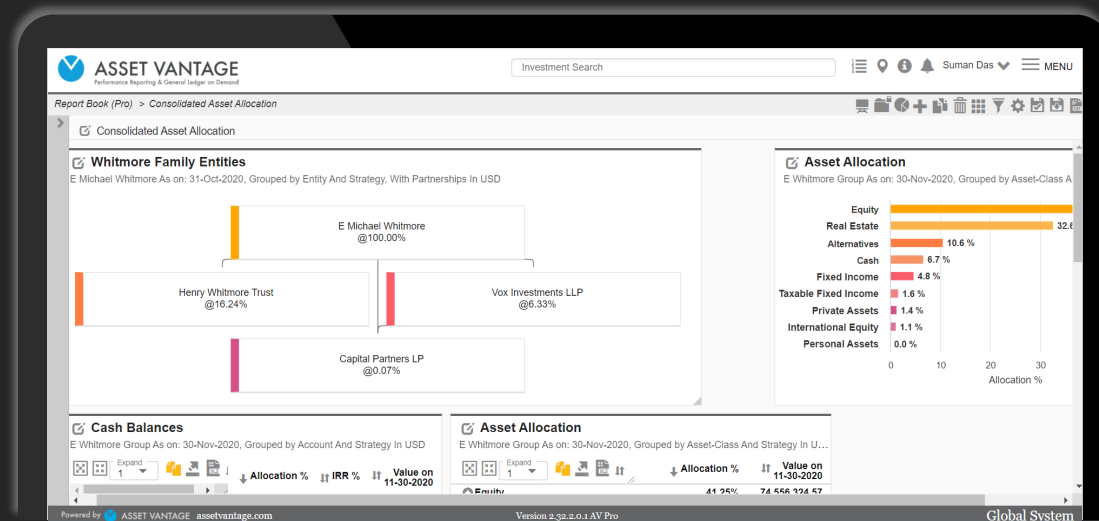 ASSET VANTAGE
Performance Reporting & General Ledger on Demand
Investment Search
Suman Das
MENU
Report Book (Pro) > Consolidated Asset Allocation
Consolidated Asset Allocation
Whitmore Family Entities
E Michael Whitmore As on: 31-Oct-2020, Grouped by Entity And Strategy, With Partnerships In USD
E Michael Whitmore
@100.00%
Henry Whitmore Trust
@16.24%
Vox Investments LLP
@6.33%
Capital Partners LP
@0.07%
Asset Allocation
E Whitmore Group As on: 30-Nov-2020, Grouped by Asset-Class A
Equity
Real Estate 32.6
Alternatives 10.6 %
Cash 6.7 %
Fixed Income 4.8 %
Taxable Fixed Income 1.6 %
Private Assets 1.4 %
International Equity 1.1 %
Personal Assets 0.0 %
0 10 20 30
Allocation %
Cash Balances
E Whitmore Group As on: 30-Nov-2020, Grouped by Account And Strategy In USD
Expand
1
Allocation % IRR % Value on
11-30-2020
Asset Allocation
E Whitmore Group As on: 30-Nov-2020, Grouped by Asset-Class And Strategy In U...
Expand
1
Allocation % Value on
11-30-2020
Equity 41.25% 74,556,324.57
Powered by ASSET VANTAGE assetvantage.com Version 2.32.2.0.1 AV Pro Global System